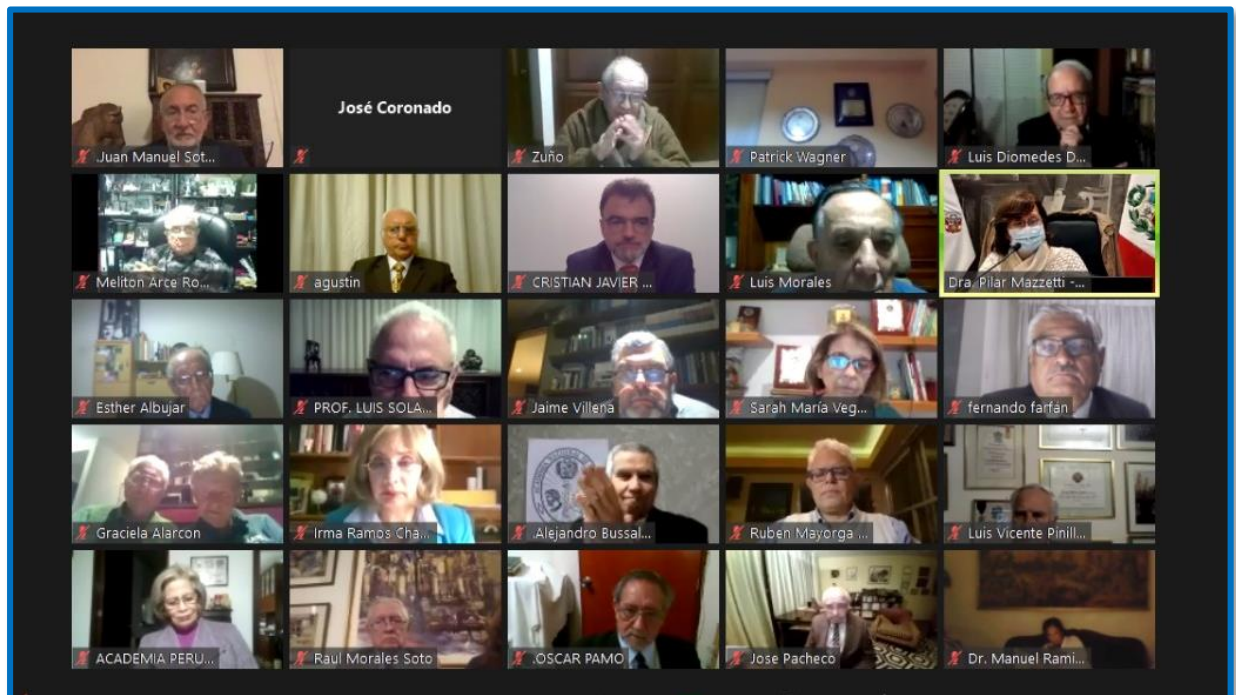 Juan Manuel Sot...
José Coronado
Zuño
Patrick Wagner
Luis Diomedes D...
Meliton Arce Ro...
agustin
CRISTIAN JAVIER ...
Luis Morales
Dra. Pilar Mazzetti -...
Esther Albujar
PROF. LUIS SOLA...
Jaime Villena
Sarah María Veg...
fernando farfán
Graciela Alarcon
Irma Ramos Cha...
.Alejandro Bussal...
Ruben Mayorga ...
Luis Vicente Pinill...
ACADEMIA PERU...
Raul Morales Soto
.OSCAR PAMO
Jose Pacheco
Dr. Manuel Rami...